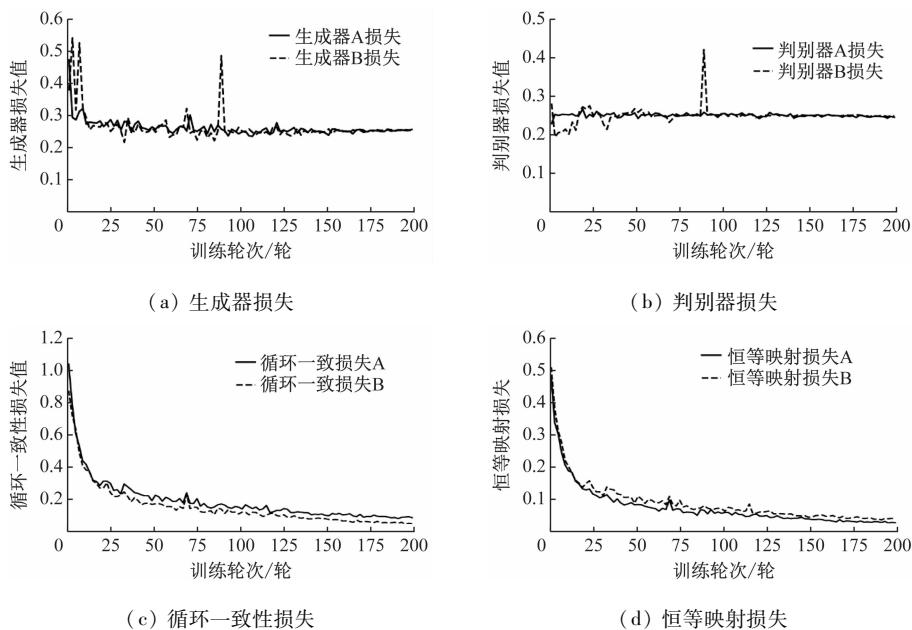 0.6
0.5
0.4
0.3
0.2
0.1
0
25
50
75
100
125
150
175
200
生成器损失值
训练轮次/轮
生成器A损失
生成器B损失
(a) 生成器损失
0.5
0.4
0.3
0.2
0.1
0
25
50
75
100
125
150
175
200
判别器损失值
训练轮次/轮
判别器A损失
判别器B损失
(b) 判别器损失
1.2
1.0
0.8
0.6
0.4
0.2
0
25
50
75
100
125
150
175
200
循环一致性损失值
训练轮次/轮
循环一致损失A
循环一致损失B
(c) 循环一致性损失
0.6
0.5
0.4
0.3
0.2
0.1
0
25
50
75
100
125
150
175
200
恒等映射损失
训练轮次/轮
恒等映射损失A
恒等映射损失B
(d) 恒等映射损失